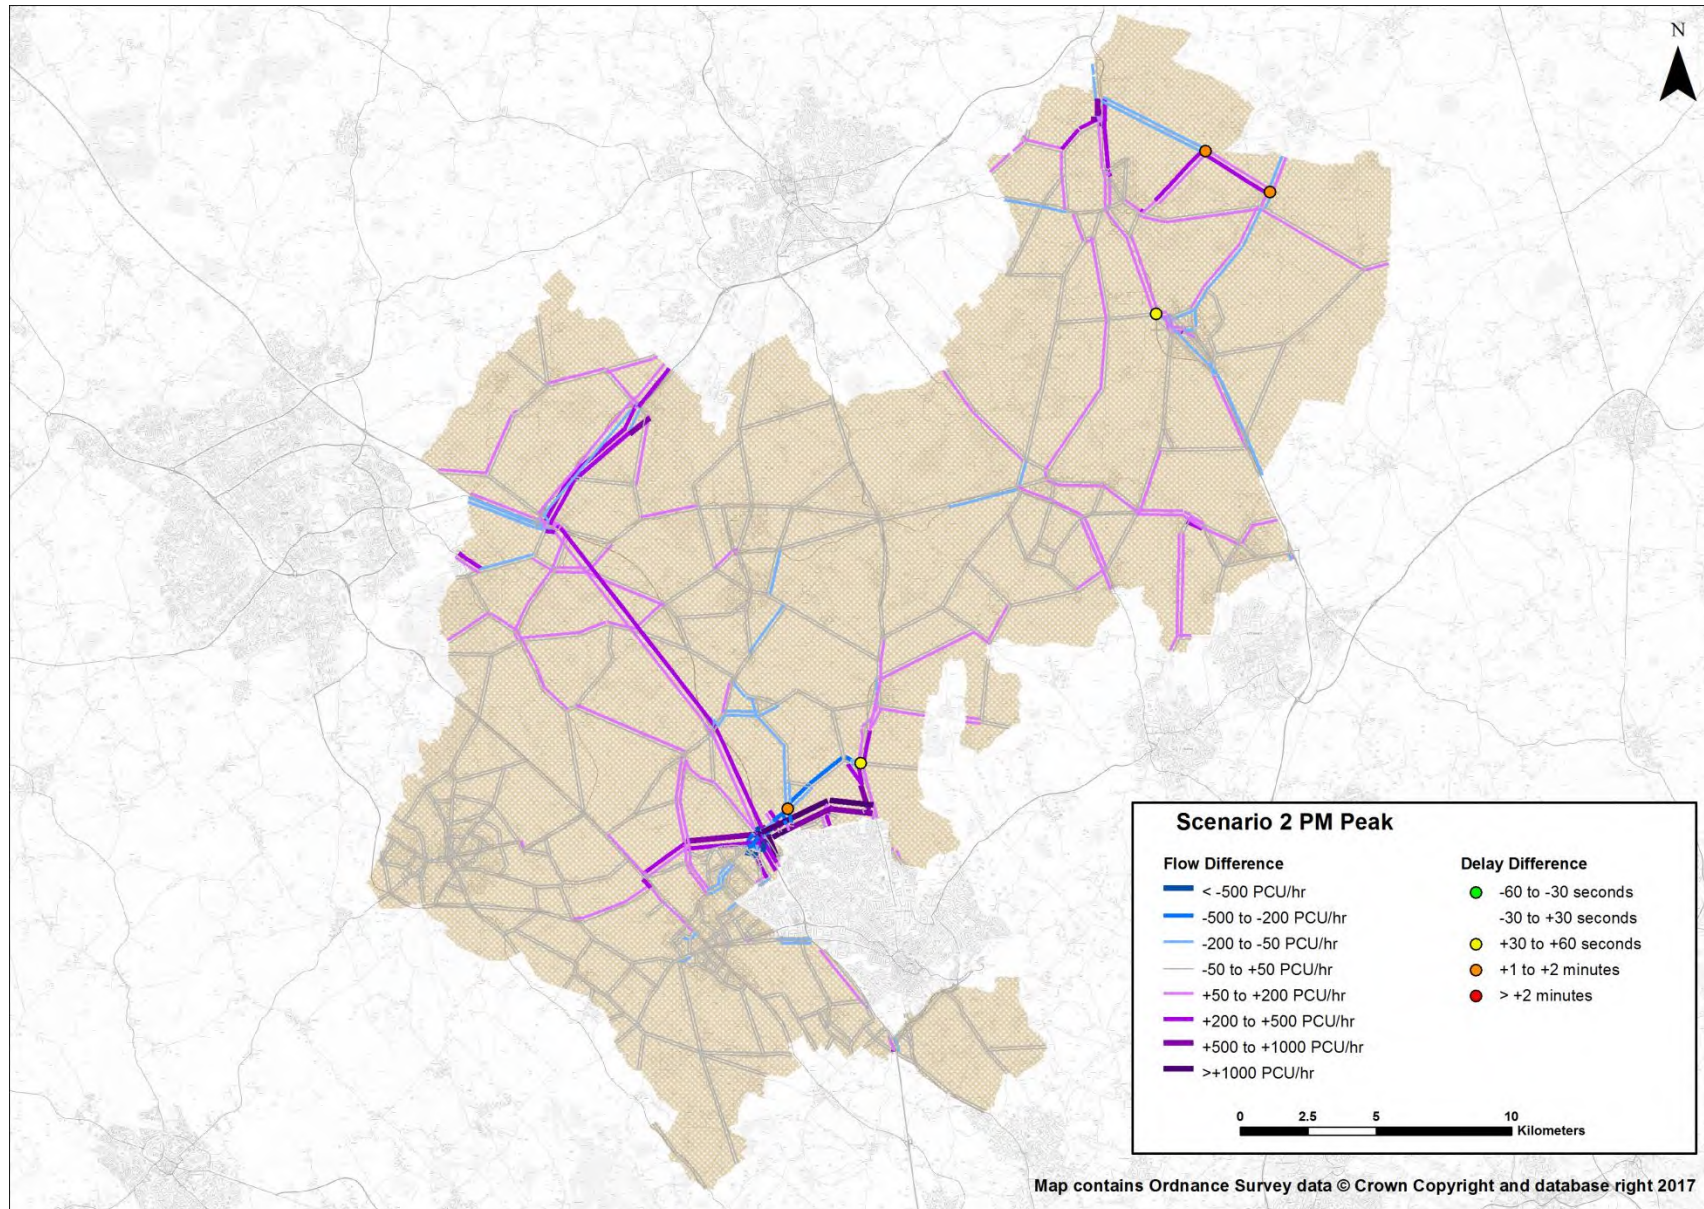 N
Scenario 2 PM Peak
Flow Difference
< -500 PCU/hr
-500 to -200 PCU/hr
-200 to -50 PCU/hr
-50 to +50 PCU/hr
+50 to +200 PCU/hr
+200 to +500 PCU/hr
+500 to +1000 PCU/hr
>+1000 PCU/hr
Delay Difference
-60 to -30 seconds
-30 to +30 seconds
+30 to +60 seconds
+1 to +2 minutes
> +2 minutes
0 2.5 5 10
Kilometers
Map contains Ordnance Survey data © Crown Copyright and database right 2017